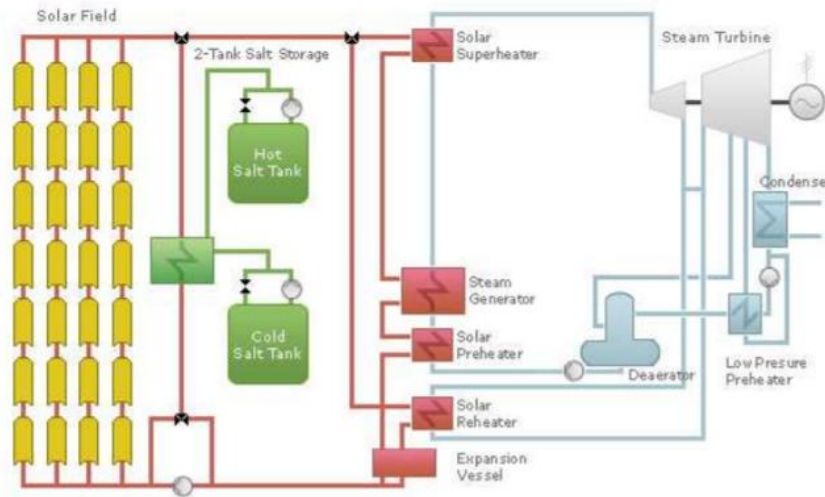 Solar Field
2-Tank Salt Storage
Hot
Salt Tank
Cold
Salt Tank
Solar
Superheater
Steam Turbine
Condense
Steam
Generator
Solar
Preheater
Deaerator
Low Presure
Preheater
Solar
Reheater
Expansion
Vessel